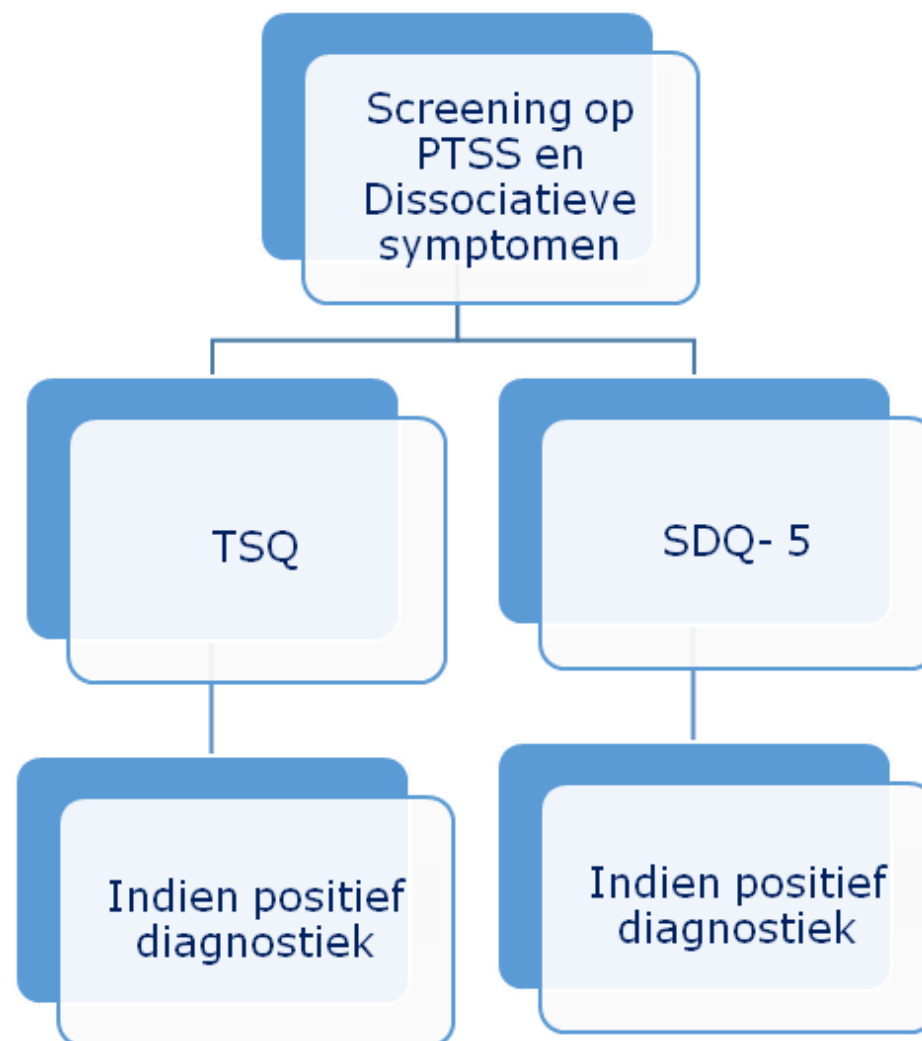 Screening op
PTSS en
Dissociatieve
symptomen
TSQ
SDQ- 5
Indien positief
diagnostiek
Indien positief
diagnostiek